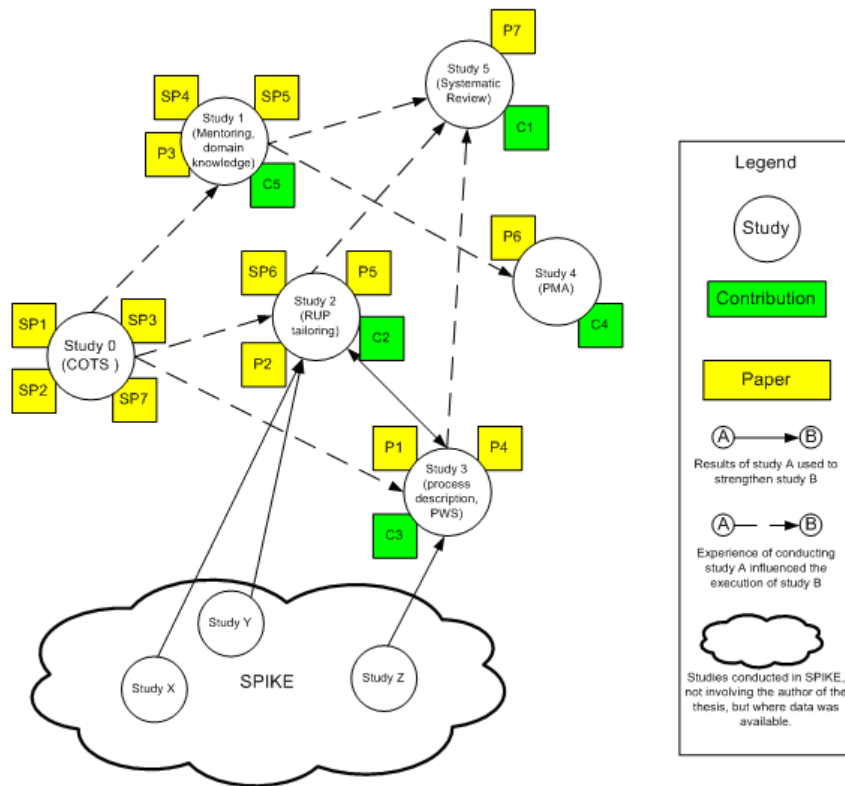 P7
Study 5
(Systematic
Review)
C1
SP4
SP5
Study 1
(Mentoring,
domain
knowledge)
P3
C5
P6
Study 4
(PMA)
C4
SP6
P5
Study 2
(RUP
tailoring)
P2
C2
SP1
SP3
Study 0
(COTS )
SP2
SP7
P1
P4
Study 3
(process
description,
PWS)
C3
Study Y
Study X
SPIKE
Study Z
Legend
Study
Contribution
Paper
A B
Results of study A used to
strengthen study B
A B
Experience of conducting
study A influenced the
execution of study B
Studies conducted in SPIKE,
not involving the author of the
thesis, but where data was
available.